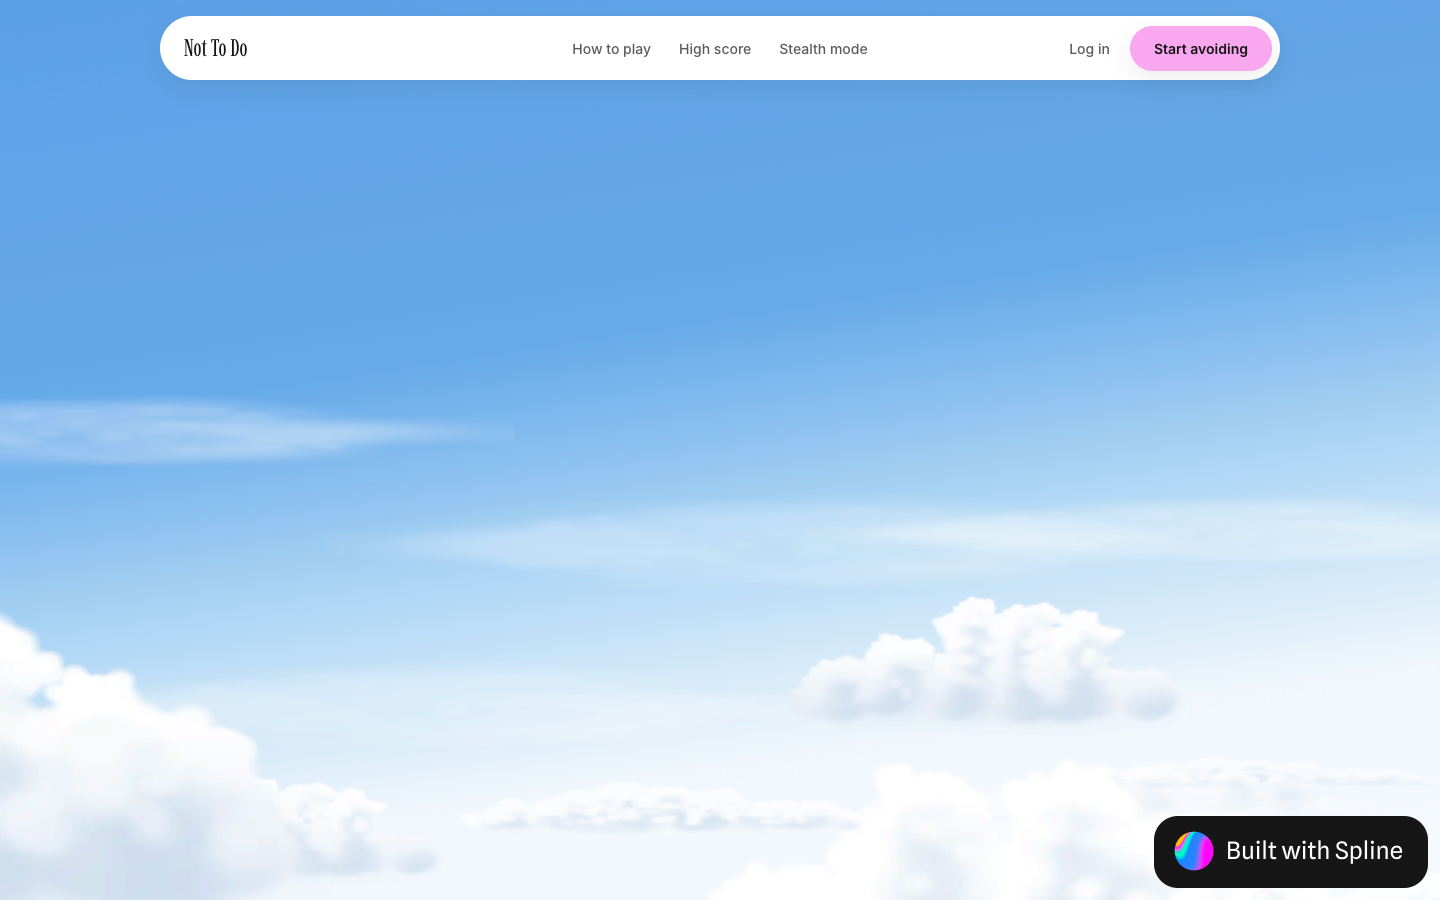 Not To Do
How to play
High score
Stealth mode
Log in
Start avoiding
Built with Spline